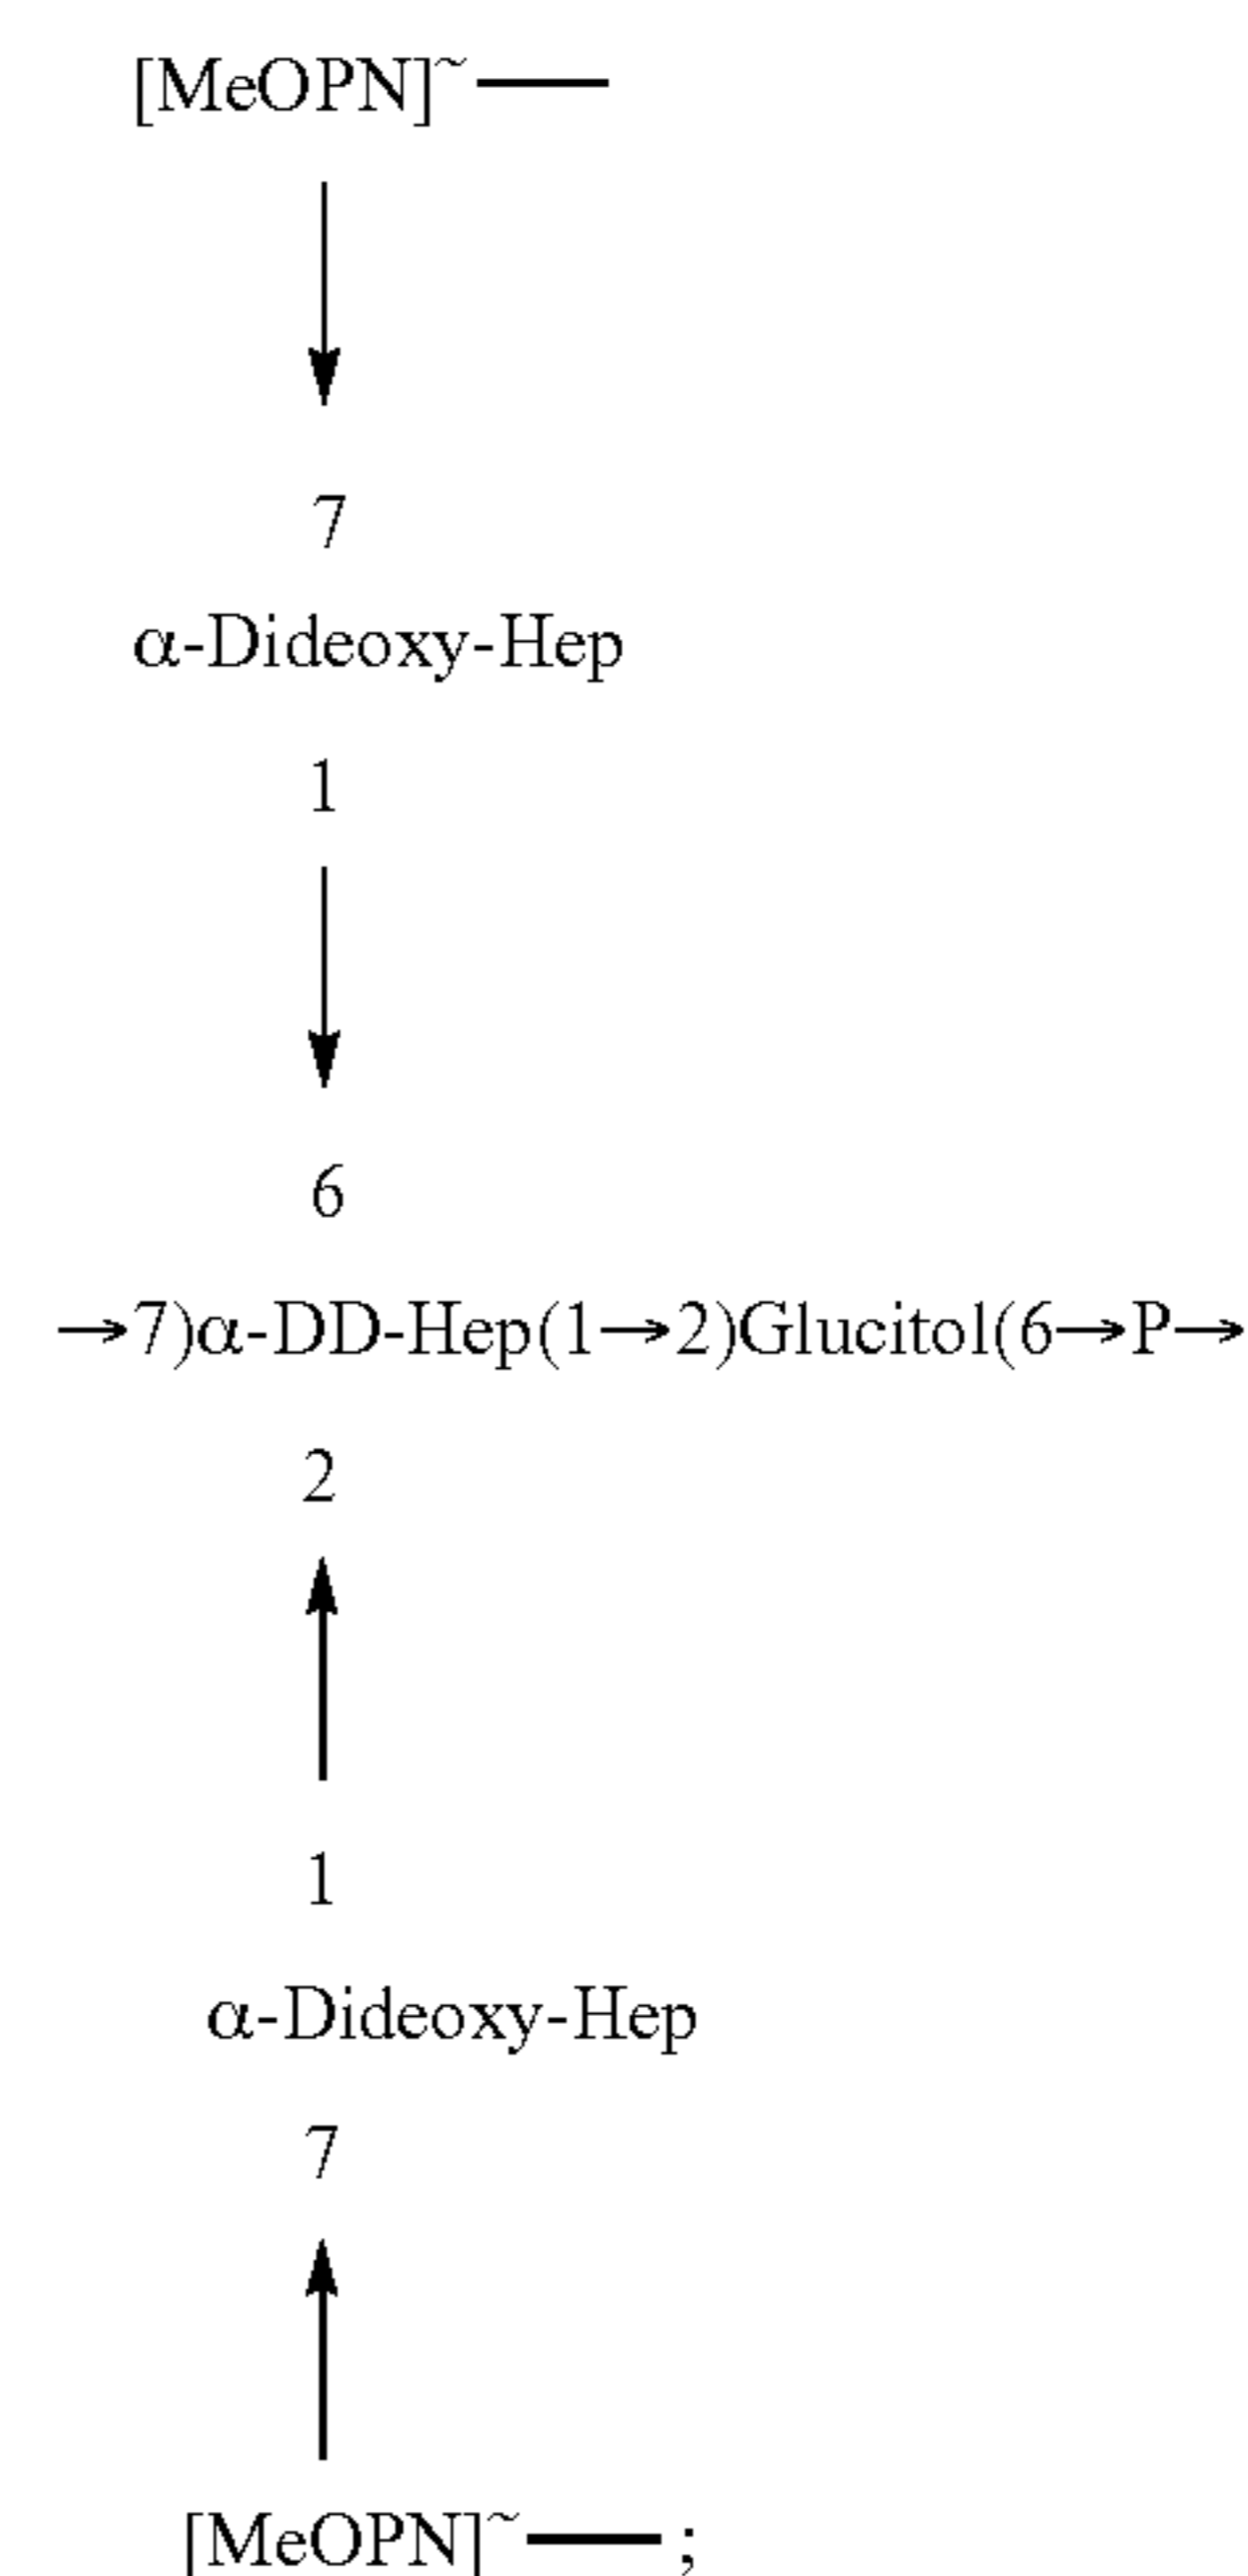 [MeOPN]~—
7
α-Dideoxy-Hep
1
6
→7)α-DD-Hep(1→2)Glucitol(6→P→
2
1
α-Dideoxy-Hep
7
[MeOPN]~—;